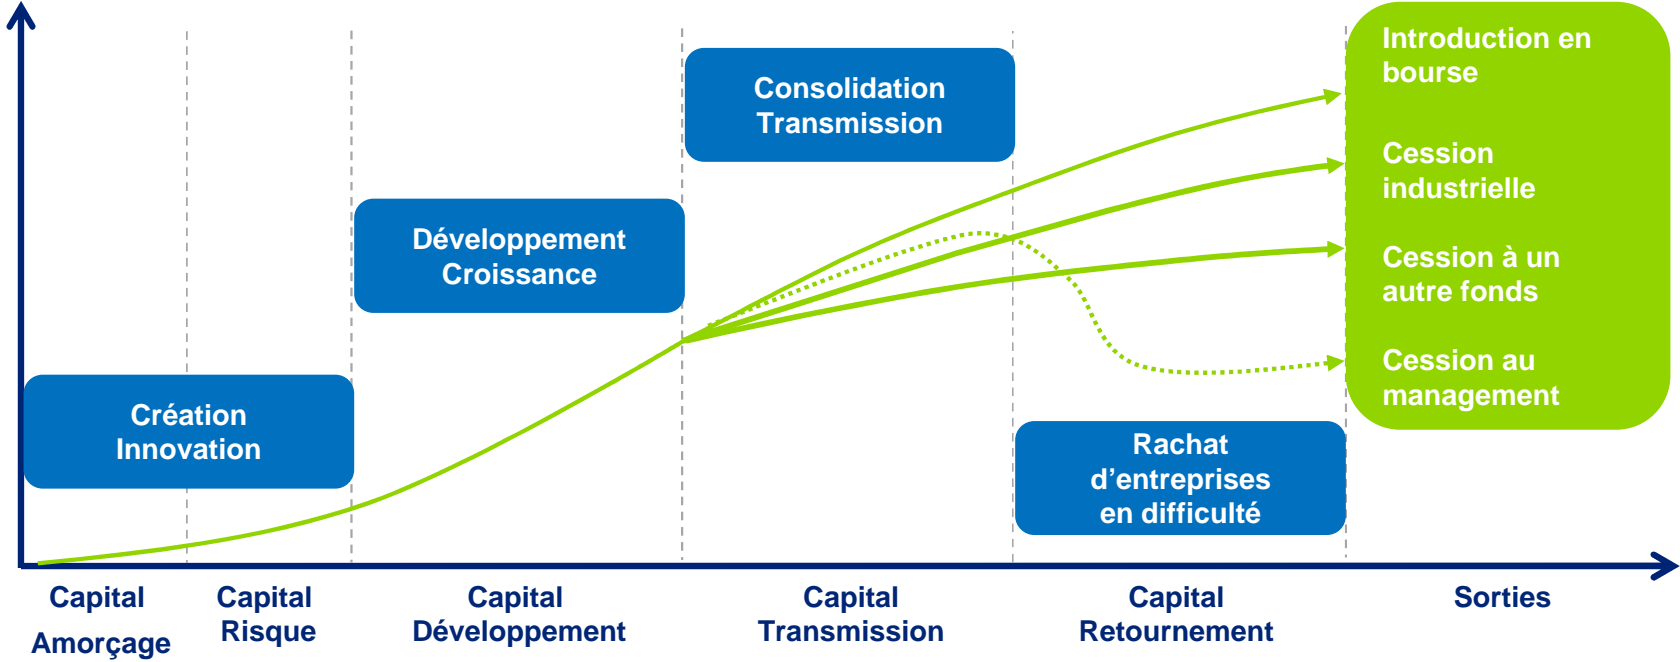 Introduction en
bourse
Cession
industrielle
Cession à un
autre fonds
Cession au
management
Consolidation
Transmission
Développement
Croissance
Création
Innovation
Rachat
d’entreprises
en difficulté
Capital
Amorçage
Capital
Risque
Capital
Développement
Capital
Transmission
Capital
Retournement
Sorties